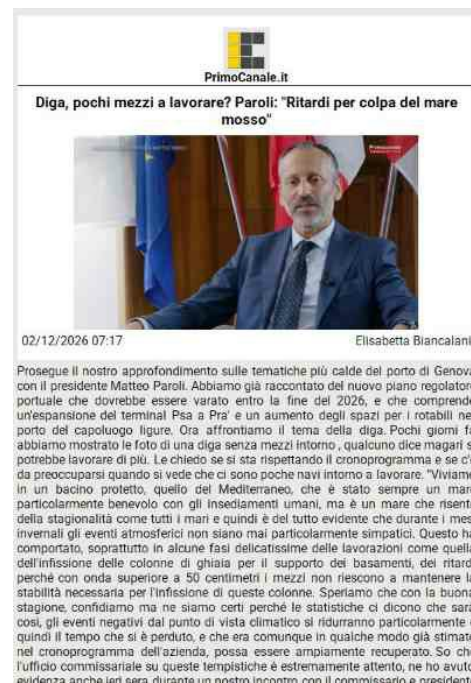 PrimoCanale.it
Diga, pochi mezzi a lavorare? Paroli: "Ritardi per colpa del mare
mosso"
02/12/2026 07:17
Elisabetta Biancalani
Prosegue il nostro approfondimento sulle tematiche più calde del porto di Genova
con il presidente Matteo Paroli. Abbiamo già raccontato del nuovo piano regolatore
portuale che dovrebbe essere varato entro la fine del 2026, e che comprende
un'espansione del terminal Psa a Pra' e un aumento degli spazi per i rotabili nel
porto del capoluogo ligure. Ora affrontiamo il tema della diga. Pochi giorni fa
abbiamo mostrato le foto di una diga senza mezzi intorno , qualcuno dice magari si
potrebbe lavorare di più. Le chiedo se si sta rispettando il cronoprogramma e se c'è
da preoccuparsi quando si vede che ci sono poche navi intorno a lavorare. "Viviamo
in un bacino protetto, quello del Mediterraneo, che è stato sempre un mare
particolarmente benevolo con gli insediamenti umani, ma è un mare che risente
della stagionalità come tutti i mari e quindi è del tutto evidente che durante i mesi
invernali gli eventi atmosferici non siano mai particolarmente simpatici. Questo ha
comportato, soprattutto in alcune fasi delicatissime delle lavorazioni come quella
dell'infissione delle colonne di ghiaia per il supporto dei basamenti, dei ritardi
perché con onda superiore a 50 centimetri i mezzi non riescono a mantenere la
stabilità necessaria per l'infissione di queste colonne. Speriamo che con la buona
stagione, confidiamo ma ne siamo certi perché le statistiche ci dicono che sarà
così, gli eventi negativi dal punto di vista climatico si ridurranno particolarmente e
quindi il tempo che si è perduto, e che era comunque in qualche modo già stimato
nel cronoprogramma dell'azienda, possa essere ampiamente recuperato. So che
l'ufficio commissariale su queste tempistiche è estremamente attento, ne ho avuto
evidenza anche ieri sera durante un nostro incontro con il commissario e presidente